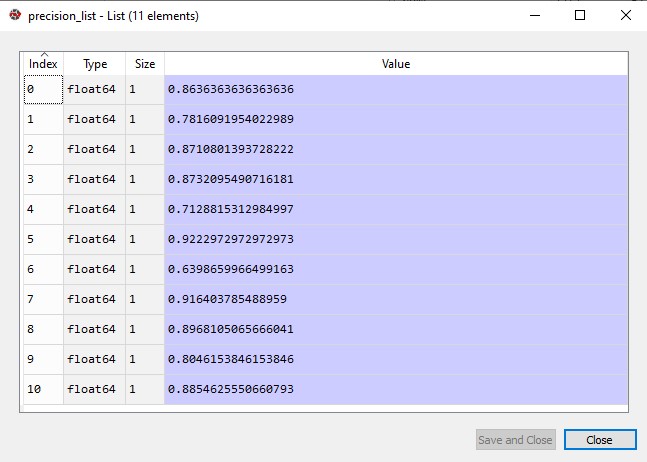 precision_list - List (11 elements)
Index Type Size Value
0 float64 1 0.8636363636363636
1 float64 1 0.7816091954022989
2 float64 1 0.8710801393728222
3 float64 1 0.8732095490716181
4 float64 1 0.7128815312984997
5 float64 1 0.9222972972972973
6 float64 1 0.6398659966499163
7 float64 1 0.916403785488959
8 float64 1 0.8968105065666041
9 float64 1 0.8046153846153846
10 float64 1 0.8854625550660793
Save and Close Close